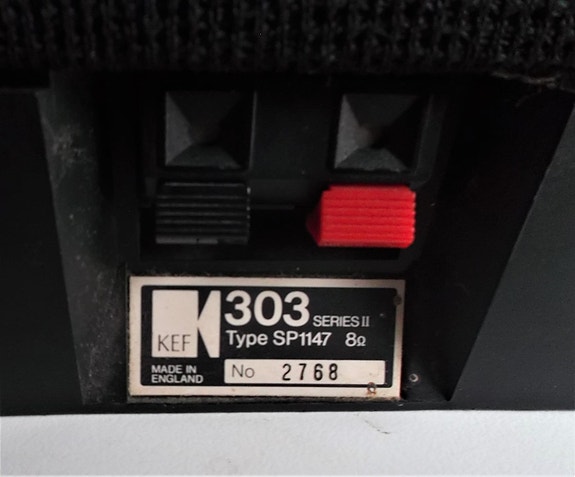 KEF
303 SERIES II
Type SP1147 8Ω
MADE IN
ENGLAND
No 2768